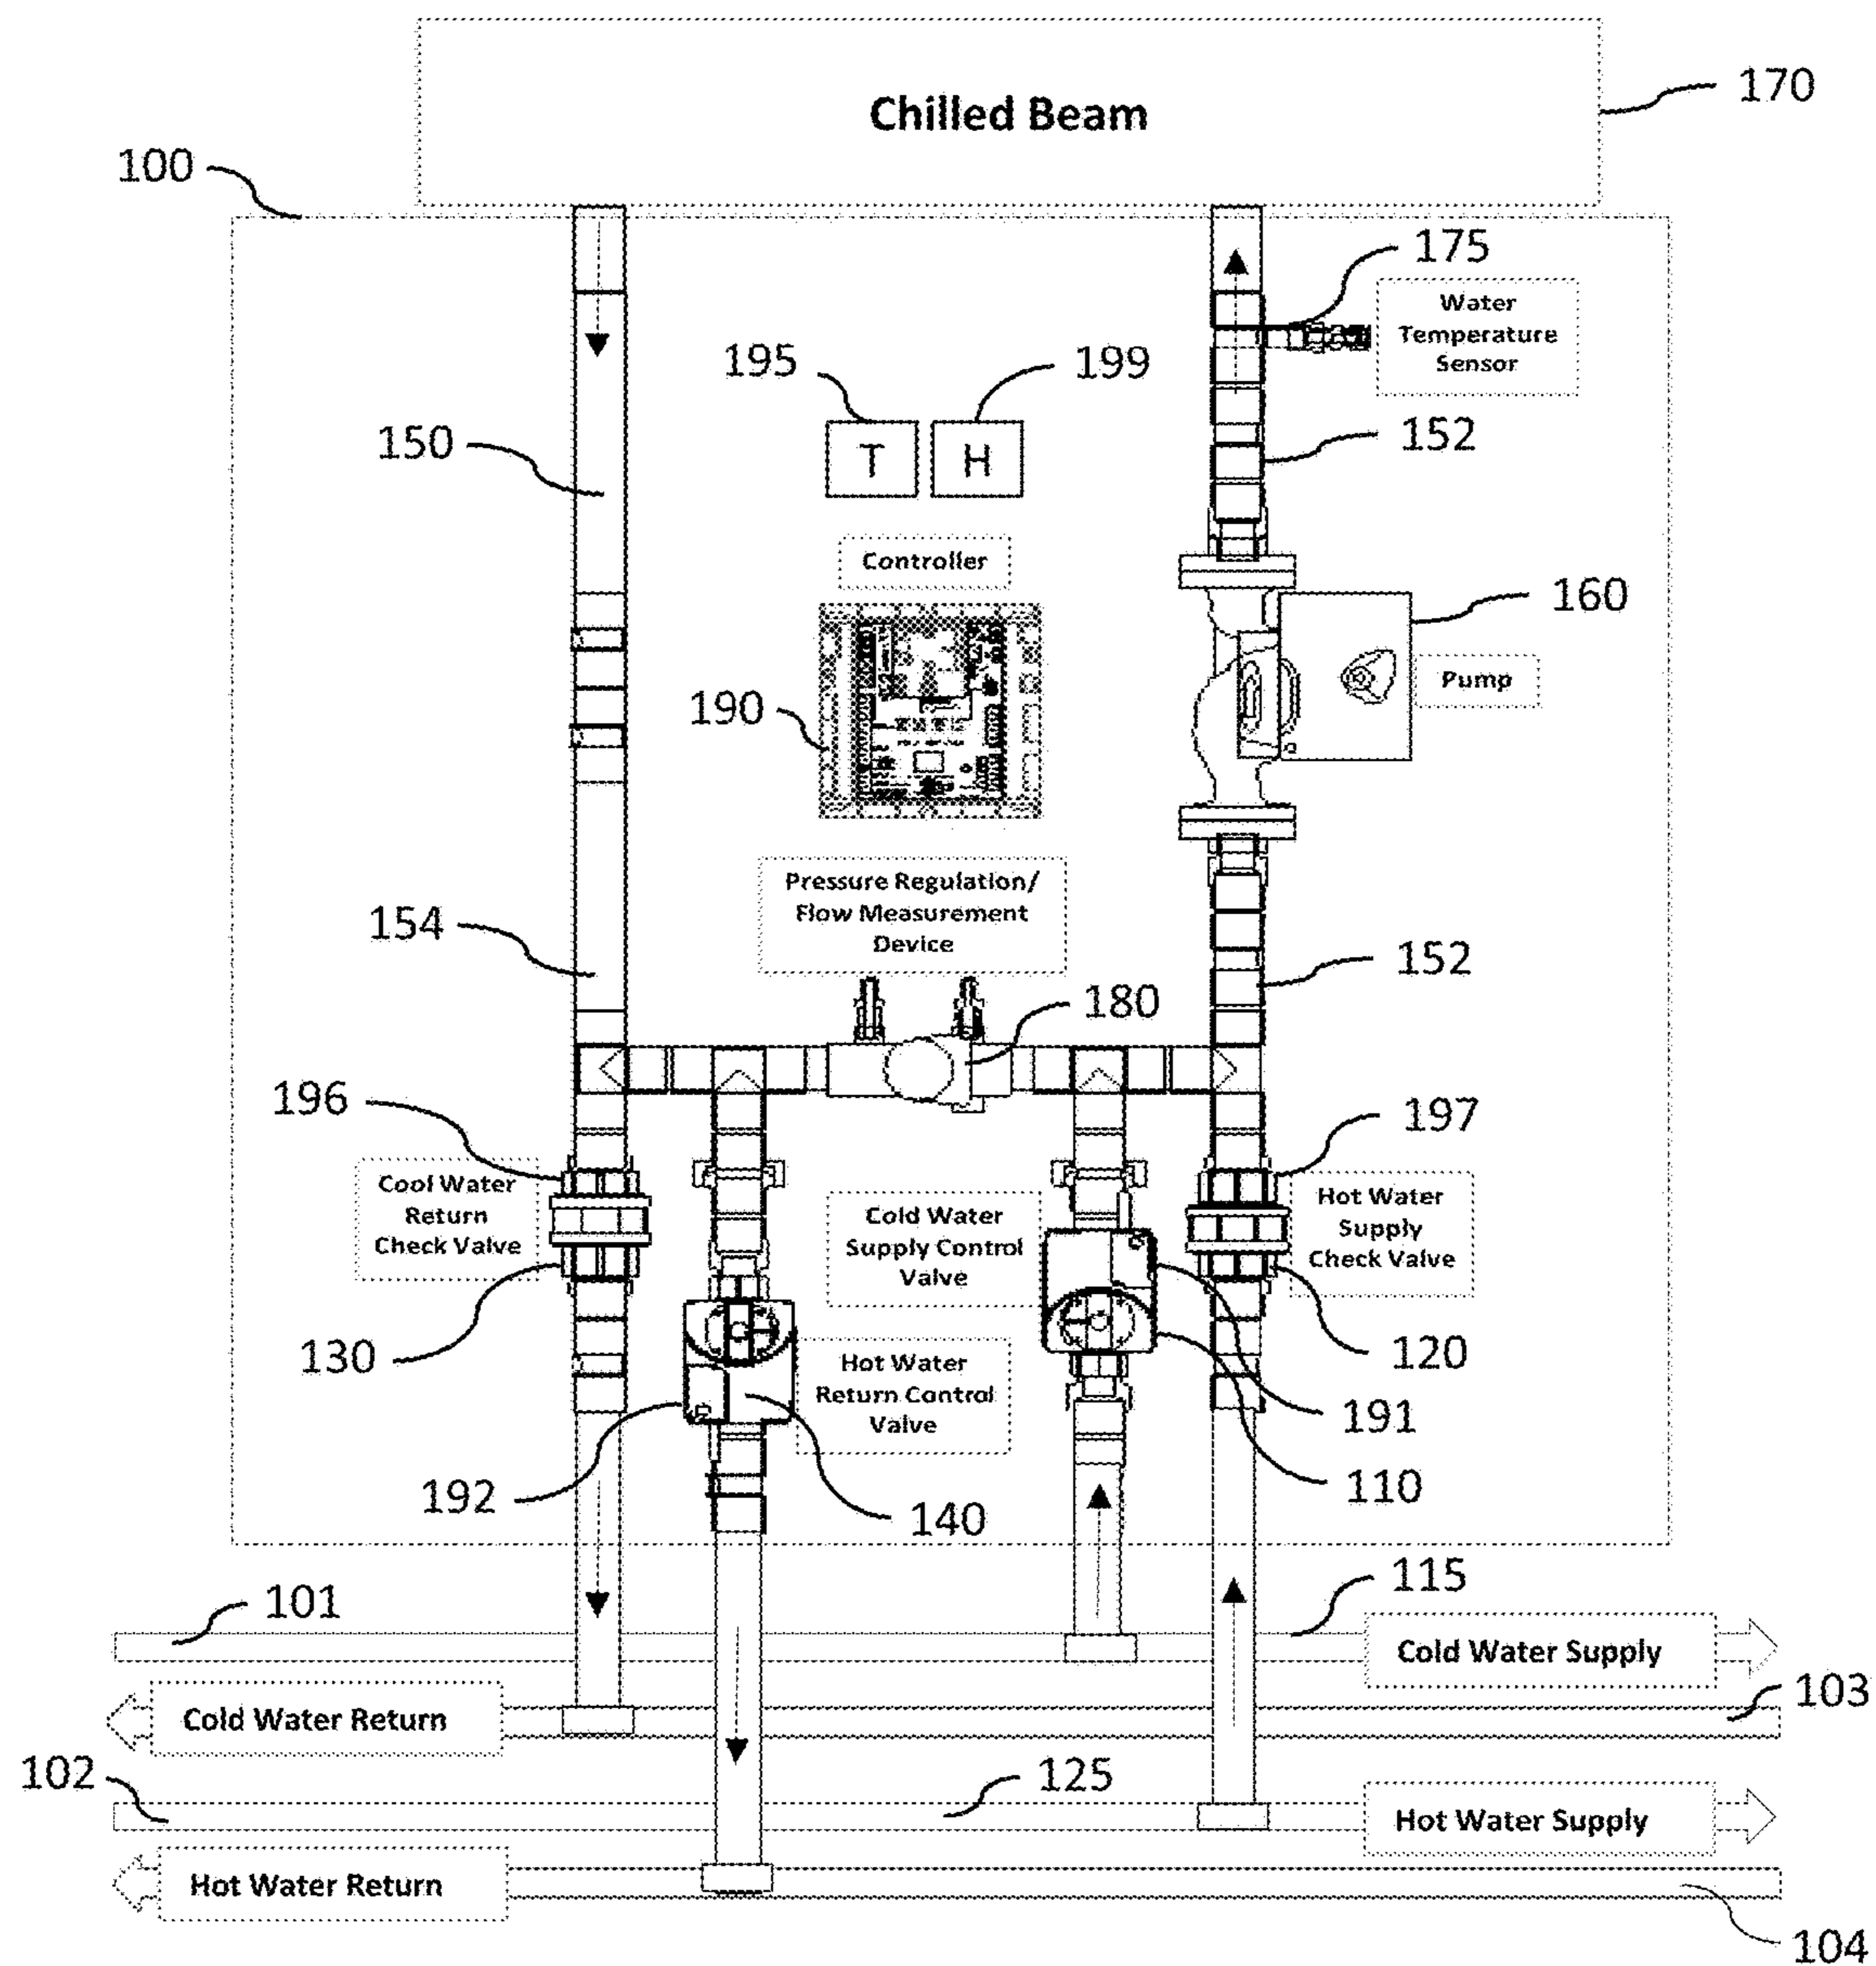 Chilled Beam
170
100
175
Water
Temperature
Sensor
195
199
T
H
150
152
Controller
160
Pump
190
Pressure Regulation/
Flow Measurement
Device
154
152
180
196
197
Cool Water
Return
Check Valve
Cold Water
Supply Control
Valve
Hot Water
Supply
Check Valve
130
Hot Water
Return Control
Valve
120
191
192
140
110
101
115
Cold Water Supply
103
Cold Water Return
102
125
Hot Water Supply
Hot Water Return
104